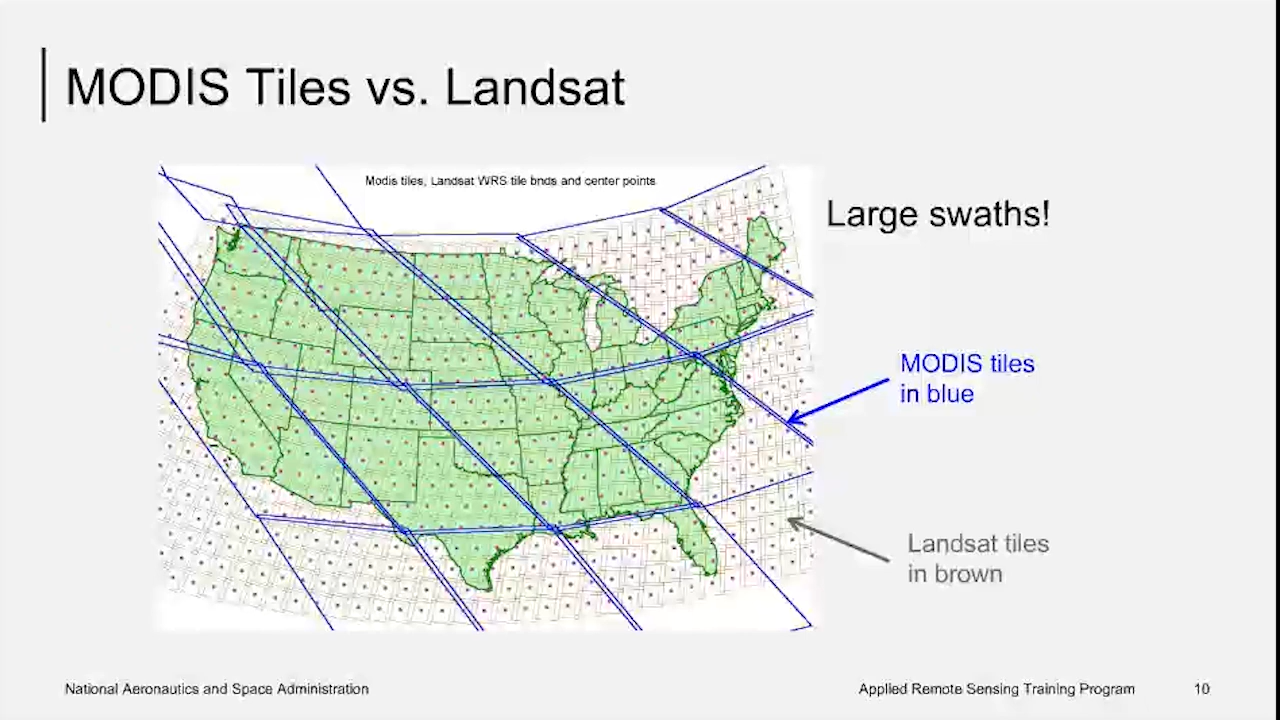 MODIS Tiles vs. Landsat
Modis tiles, Landsat WRS tile bnds and center points
Large swaths!
MODIS tiles
in blue
Landsat tiles
in brown
National Aeronautics and Space Administration
Applied Remote Sensing Training Program
10